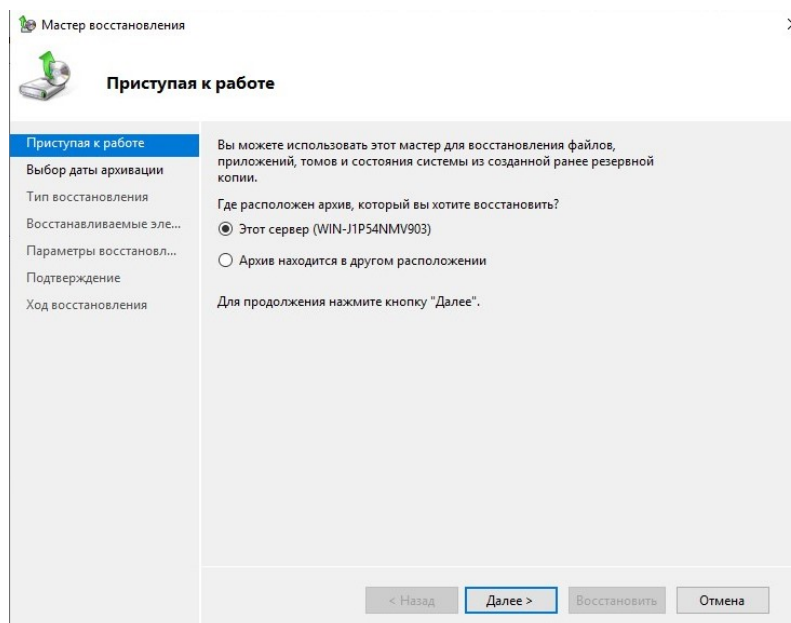 Мастер восстановления
Приступая к работе
Приступая к работе
Выбор даты архивации
Тип восстановления
Восстанавливаемые эле...
Параметры восстановл...
Подтверждение
Ход восстановления
Вы можете использовать этот мастер для восстановления файлов,
приложений, томов и состояния системы из созданной ранее резервной
копии.
Где расположен архив, который вы хотите восстановить?
Этот сервер (WIN-J1P54NMV903)
Архив находится в другом расположении
Для продолжения нажмите кнопку "Далее".
< Назад
Далее >
Восстановить
Отмена